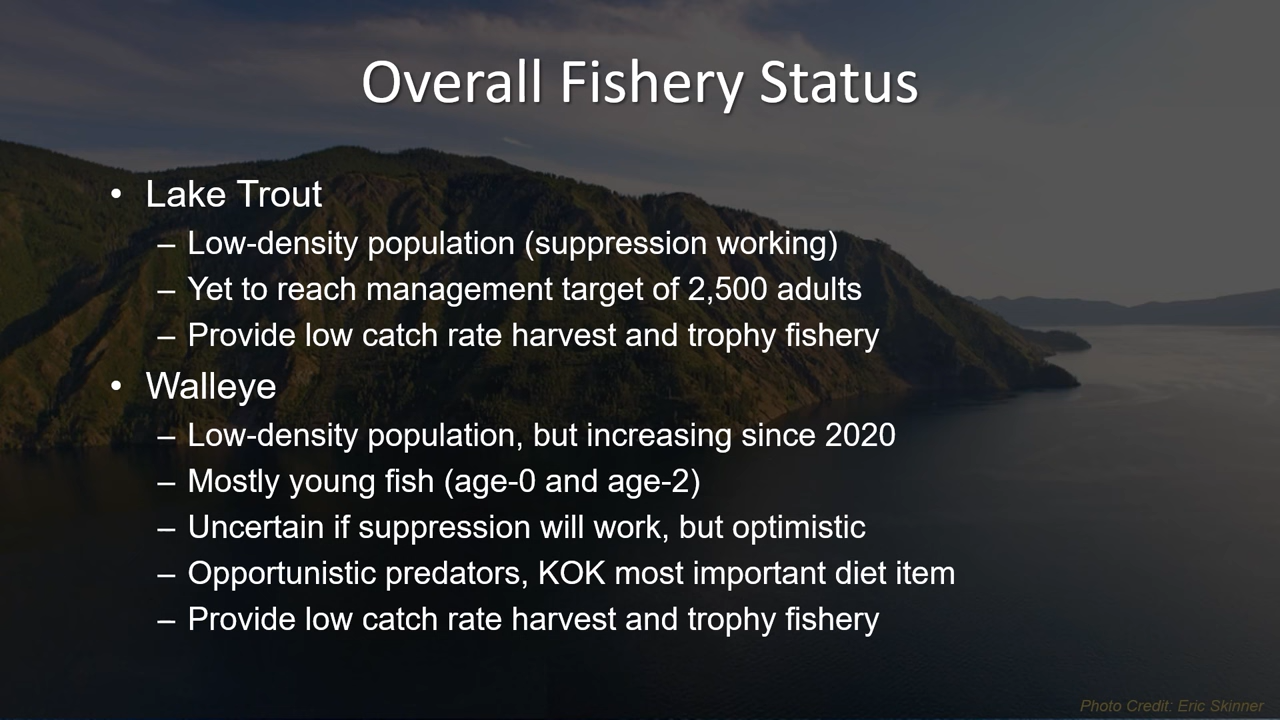 Overall Fishery Status
• Lake Trout
– Low-density population (suppression working)
– Yet to reach management target of 2,500 adults
– Provide low catch rate harvest and trophy fishery
• Walleye
– Low-density population, but increasing since 2020
– Mostly young fish (age-0 and age-2)
– Uncertain if suppression will work, but optimistic
– Opportunistic predators, KOK most important diet item
– Provide low catch rate harvest and trophy fishery
Photo Credit: Eric Skinner